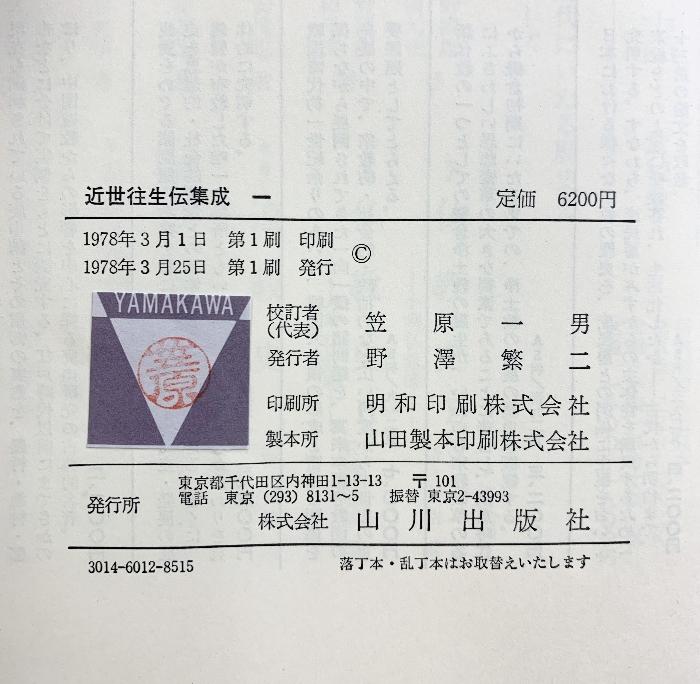 近世往生伝集成 一 定価 6200円
1978年3月1日 第1刷 印刷
1978年3月25日 第1刷 発行
©
YAMAKAWA
笠原
校訂者(代表) 笠原一男
発行者 野澤繁二
印刷所 明和印刷株式会社
製本所 山田製本印刷株式会社
発行所
東京都千代田区内神田1-13-13 〒101
電話 東京(293)8131〜5 振替 東京2-43993
株式会社 山川出版社
3014-6012-8515 落丁本・乱丁本はお取替えいたします